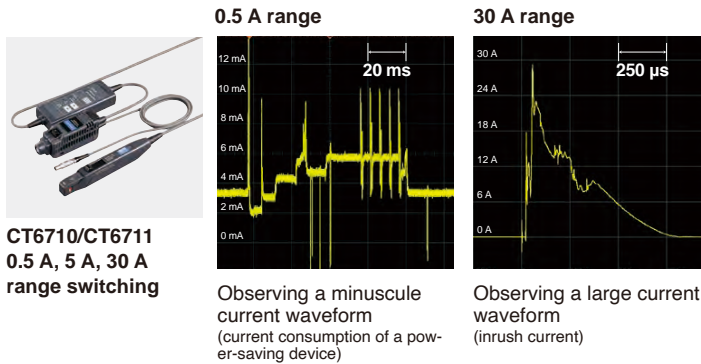 0.5 A range
30 A range
12 mA
10 mA
8 mA
6 mA
4 mA
2 mA
0 mA
20 ms
30 A
24 A
18 A
12 A
6 A
0 A
250 µs
CT6710/CT6711
0.5 A, 5 A, 30 A
range switching
Observing a minuscule
current waveform
(current consumption of a pow-
er-saving device)
Observing a large current
waveform
(inrush current)